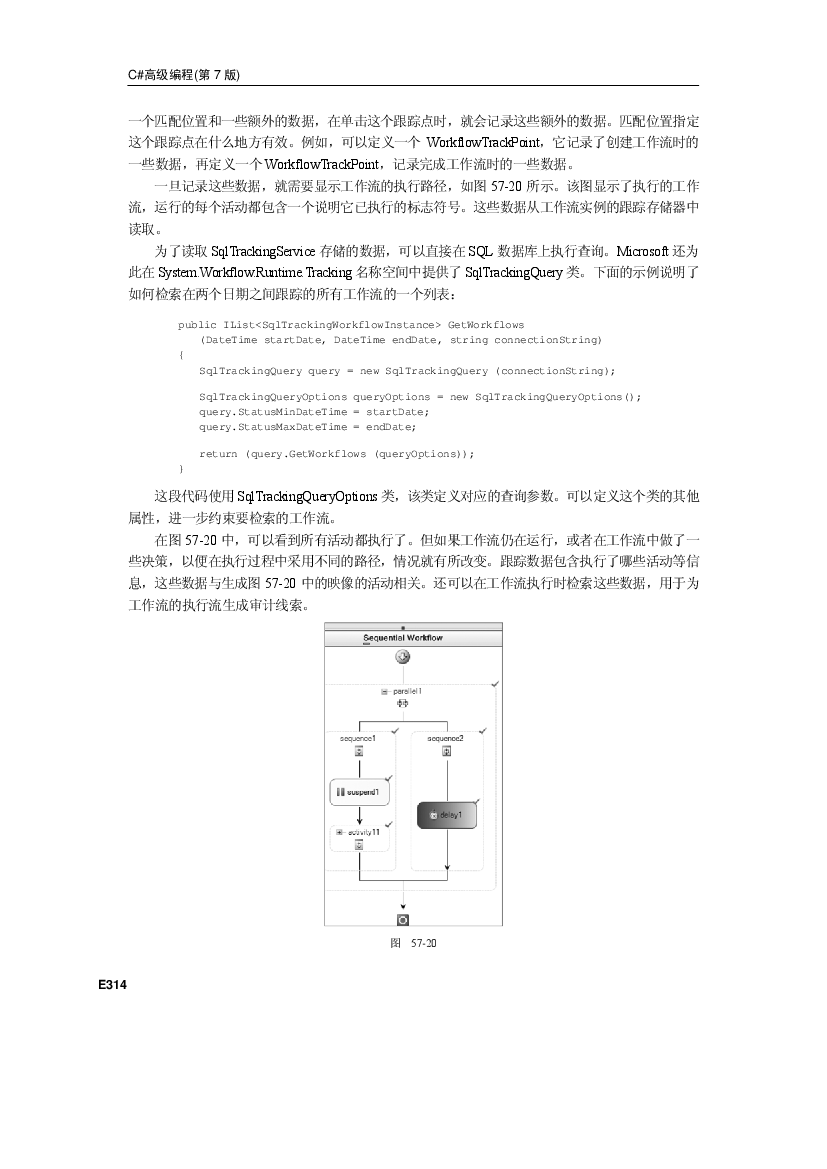 C#高级编程(第 7 版)
一个匹配位置和一些额外的数据，在单击这个跟踪点时，就会记录这些额外的数据。匹配位置指定
这个跟踪点在什么地方有效。例如，可以定义一个 WorkflowTrackPoint，它记录了创建工作流时的
一些数据，再定义一个 WorkflowTrackPoint，记录完成工作流时的一些数据。
一旦记录这些数据，就需要显示工作流的执行路径，如图 57-20 所示。该图显示了执行的工作
流，运行的每个活动都包含一个说明它已执行的标志符号。这些数据从工作流实例的跟踪存储器中
读取。
为了读取 SqlTrackingService 存储的数据，可以直接在 SQL 数据库上执行查询。Microsoft 还为
此在 System.Workflow.Runtime.Tracking 名称空间中提供了 SqlTrackingQuery 类。下面的示例说明了
如何检索在两个日期之间跟踪的所有工作流的一个列表：
public IList<SqlTrackingWorkflowInstance> GetWorkflows
(DateTime startDate, DateTime endDate, string connectionString)
{
SqlTrackingQuery query = new SqlTrackingQuery (connectionString);
SqlTrackingQueryOptions queryOptions = new SqlTrackingQueryOptions();
query.StatusMinDateTime = startDate;
query.StatusMaxDateTime = endDate;
return (query.GetWorkflows (queryOptions));
}
这段代码使用 SqlTrackingQueryOptions 类，该类定义对应的查询参数。可以定义这个类的其他
属性，进一步约束要检索的工作流。
在图 57-20 中，可以看到所有活动都执行了。但如果工作流仍在运行，或者在工作流中做了一
些决策，以便在执行过程中采用不同的路径，情况就有所改变。跟踪数据包含执行了哪些活动等信
息，这些数据与生成图 57-20 中的映像的活动相关。还可以在工作流执行时检索这些数据，用于为
工作流的执行流生成审计线索。
Sequential Workflow
parallel1
sequence1
sequence2
suspend1
delay1
activity11
图 57-20
E314